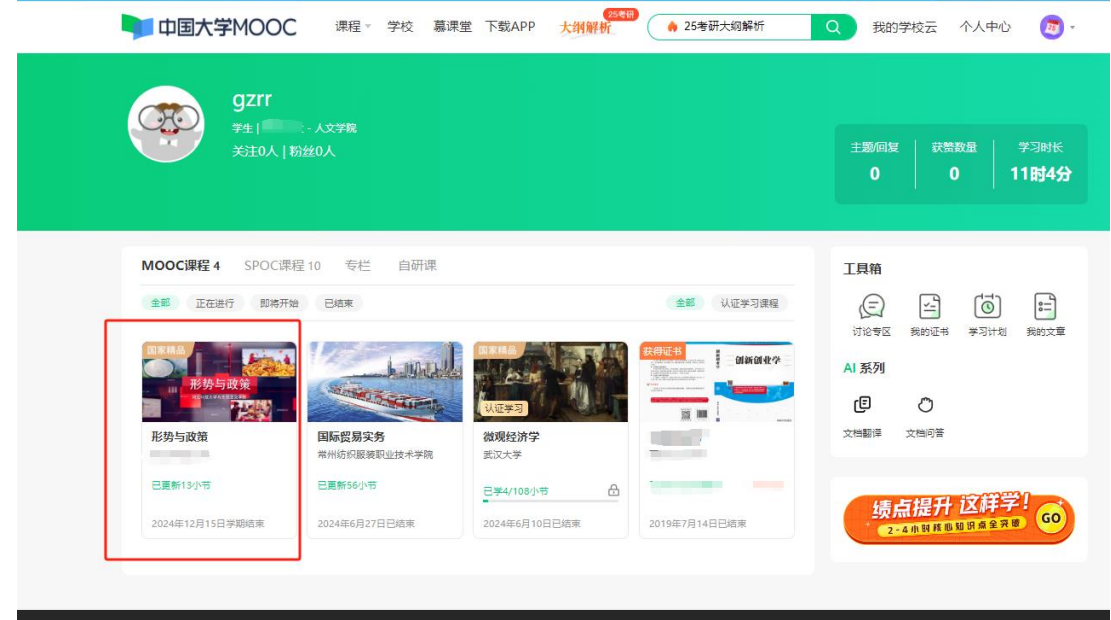 中国大学MOOC
课程 学校 慕课堂 下载APP 大纲解析 25考研 25考研大纲解析 我的学校云 个人中心
gzrr
学生 | - 人文学院
关注0人 | 粉丝0人
主题/回复 获赞数量 学习时长
0 0 11时4分
MOOC课程 4 SPOC课程 10 专栏 自研课
全部 正在进行 即将开始 已结束 全部 认证学习课程
国家精品
形势与政策
形势与政策
已更新13小节
2024年12月15日学期结束
国际贸易实务
常州纺织服装职业技术学院
已更新56小节
2024年6月27日已结束
国家精品
认证学习
微观经济学
武汉大学
已学4/108小节
2024年6月10日已结束
获得证书
创新创业学
2019年7月14日已结束
工具箱
讨论专区 我的证书 学习计划 我的文章
AI 系列
文档翻译 文档问答
绩点提升 这样学!
2-4小时核心知识点全突破
GO